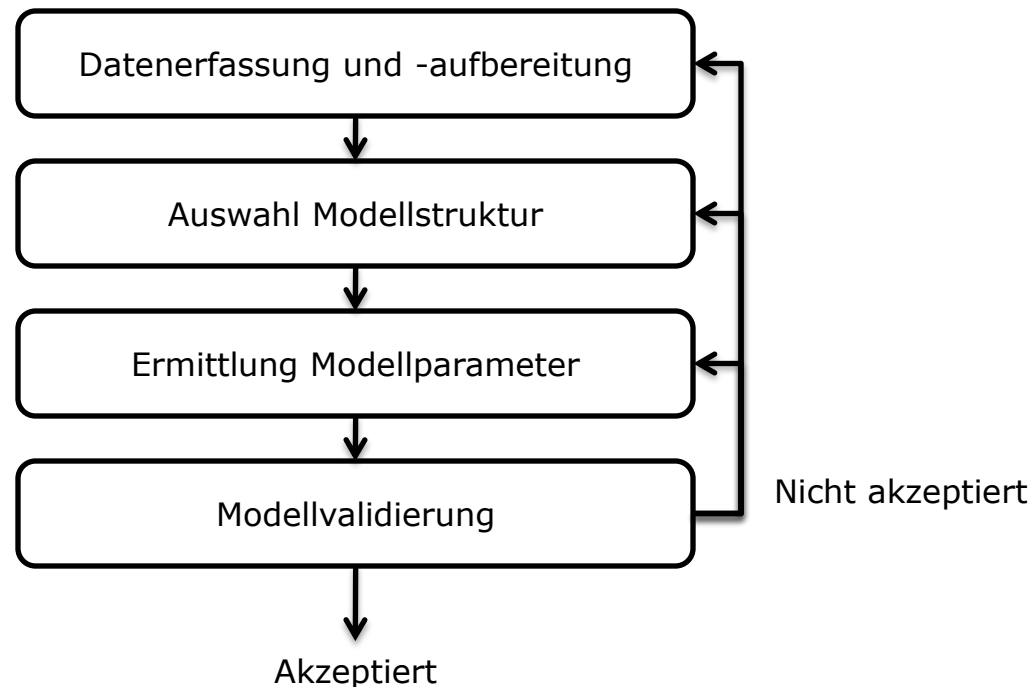 Datenerfassung und -aufbereitung
Auswahl Modellstruktur
Ermittlung Modellparameter
Modellvalidierung
Nicht akzeptiert
Akzeptiert